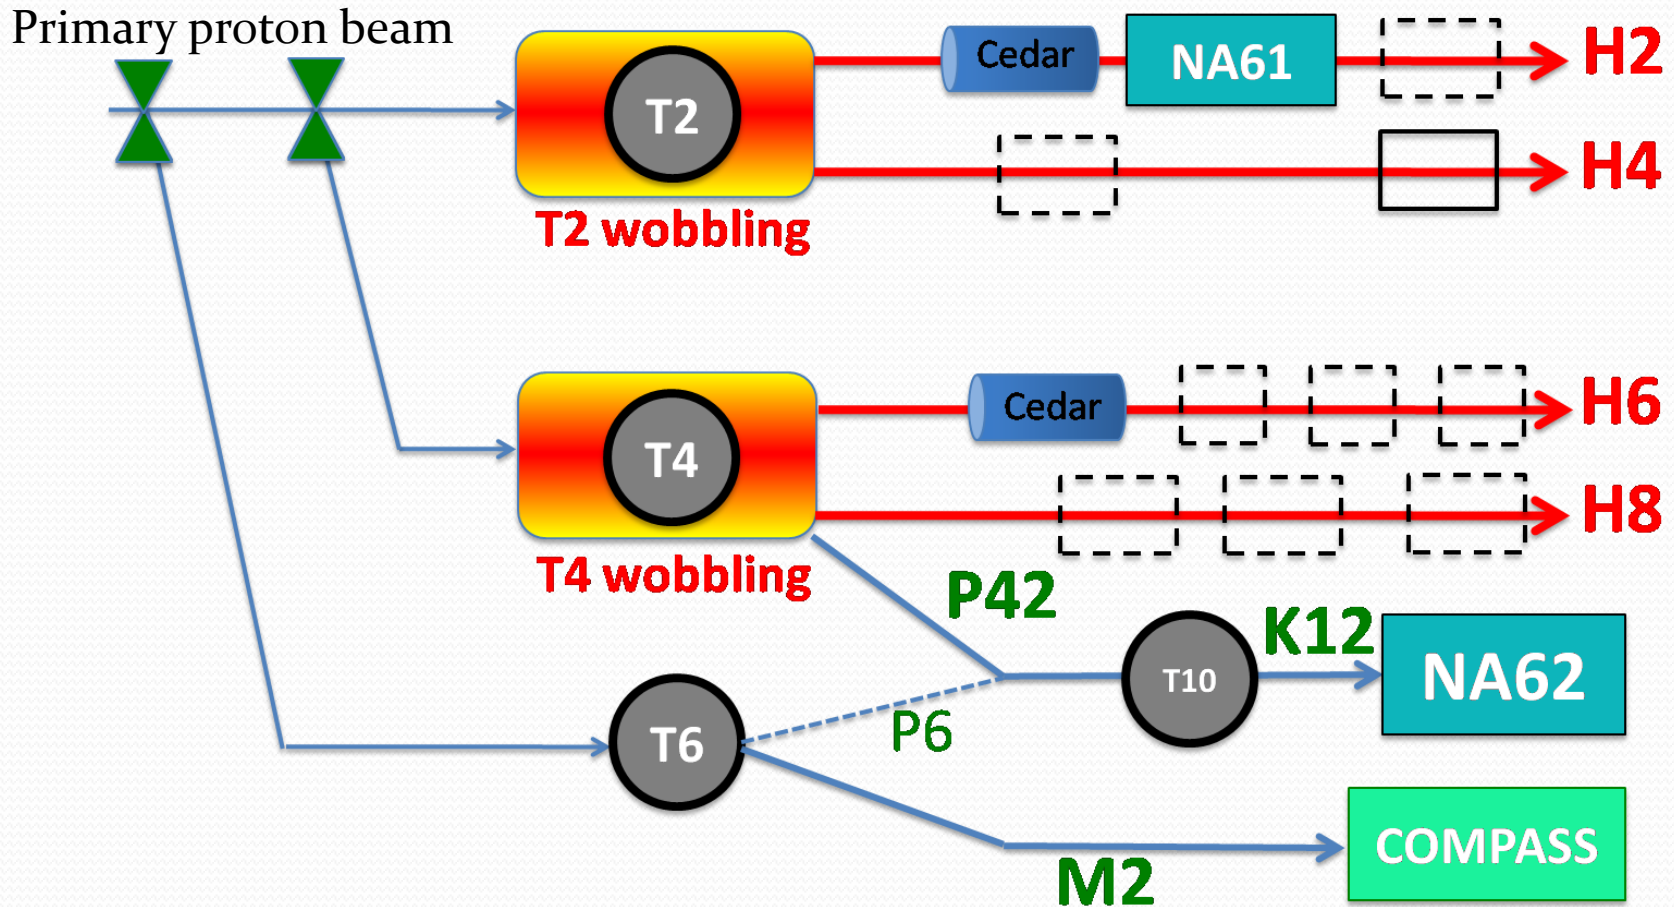 Primary proton beam
T2
T2 wobbling
Cedar
NA61
H2
H4
T4
T4 wobbling
Cedar
H6
H8
P42
K12
T10
NA62
T6
P6
M2
COMPASS